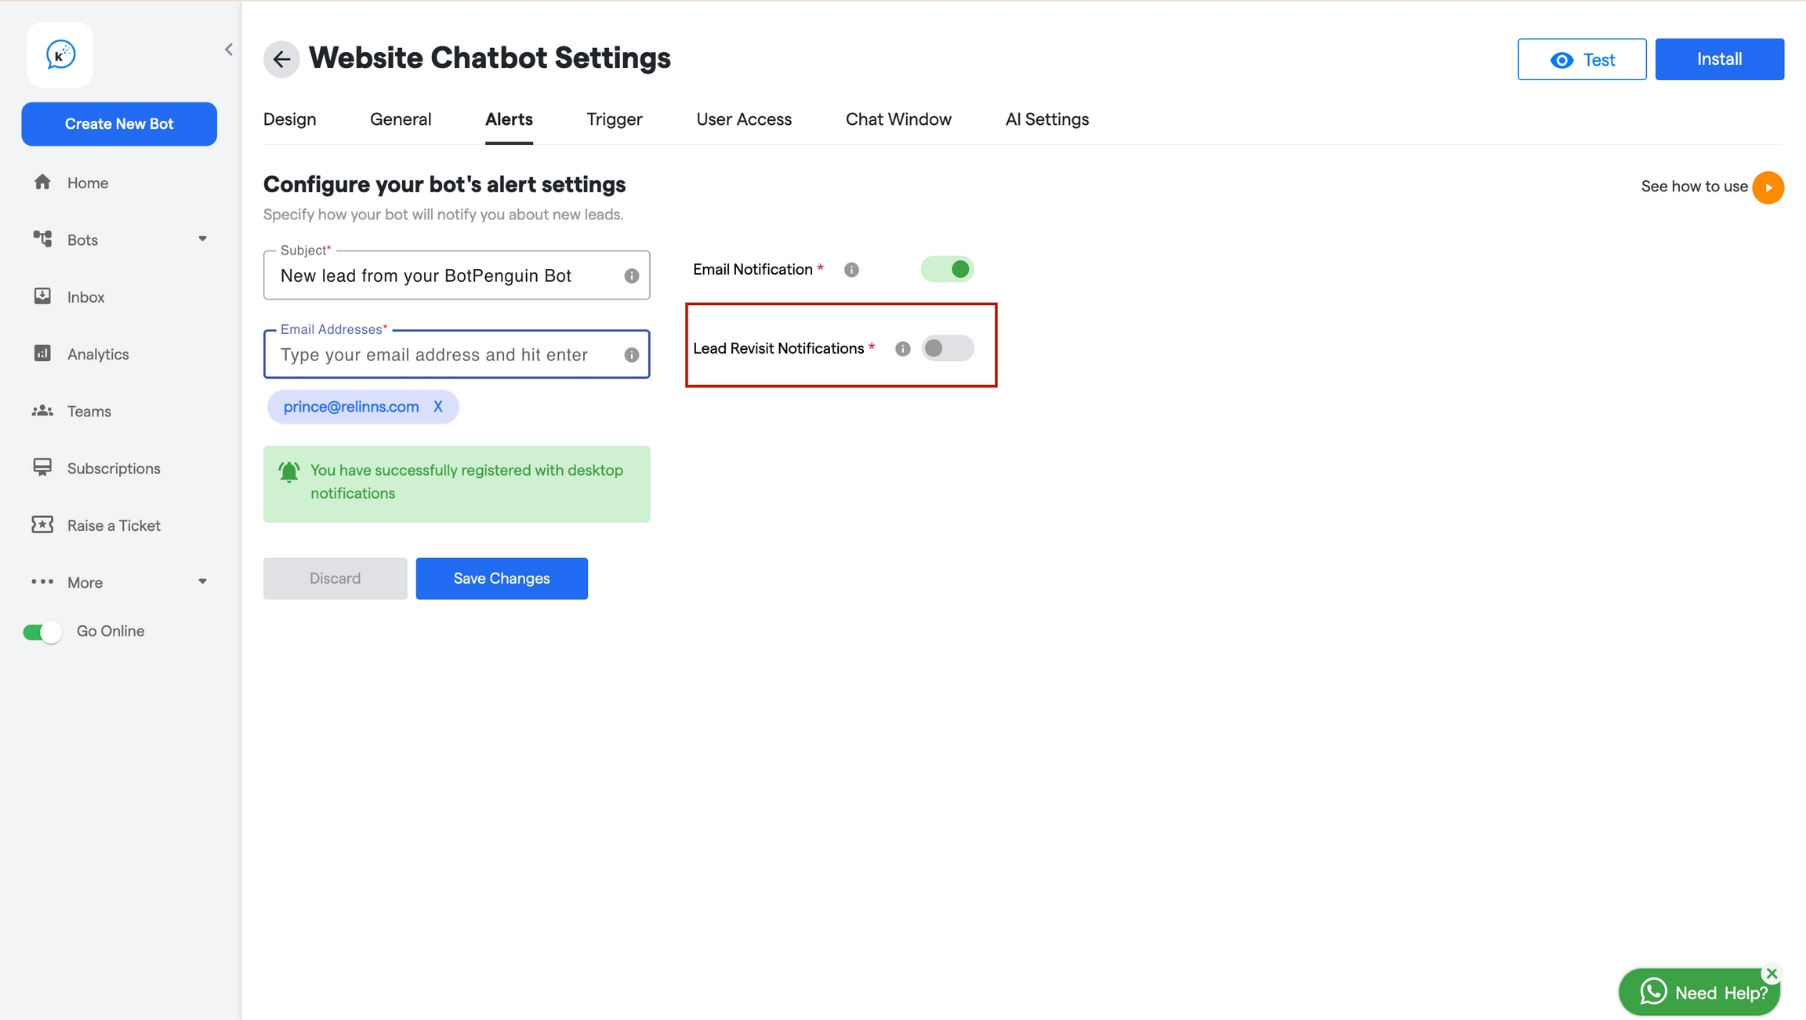 K
Create New Bot
Home
Bots
Inbox
Analytics
Teams
Subscriptions
Raise a Ticket
More
Go Online
Website Chatbot Settings
Test
Install
Design
General
Alerts
Trigger
User Access
Chat Window
AI Settings
Configure your bot's alert settings
Specify how your bot will notify you about new leads.
See how to use
Subject*
New lead from your BotPenguin Bot
Email Addresses*
Type your email address and hit enter
prince@relinns.com X
You have successfully registered with desktop
notifications
Discard
Save Changes
Email Notification *
Lead Revisit Notifications *
Need Help?